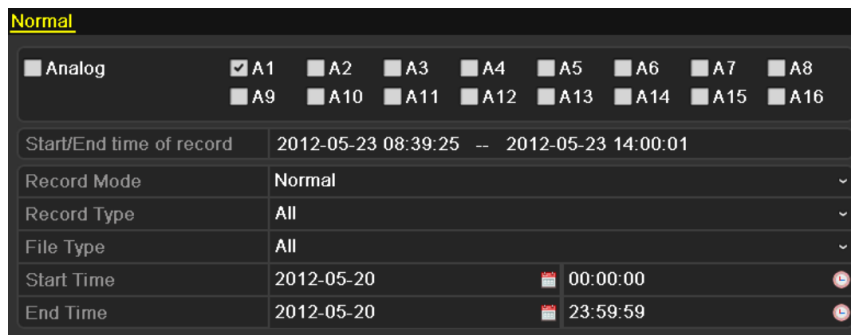 Normal
Analog A1 A2 A3 A4 A5 A6 A7 A8
A9 A10 A11 A12 A13 A14 A15 A16
Start/End time of record 2012-05-23 08:39:25 -- 2012-05-23 14:00:01
Record Mode Normal
Record Type All
File Type All
Start Time 2012-05-20 00:00:00
End Time 2012-05-20 23:59:59